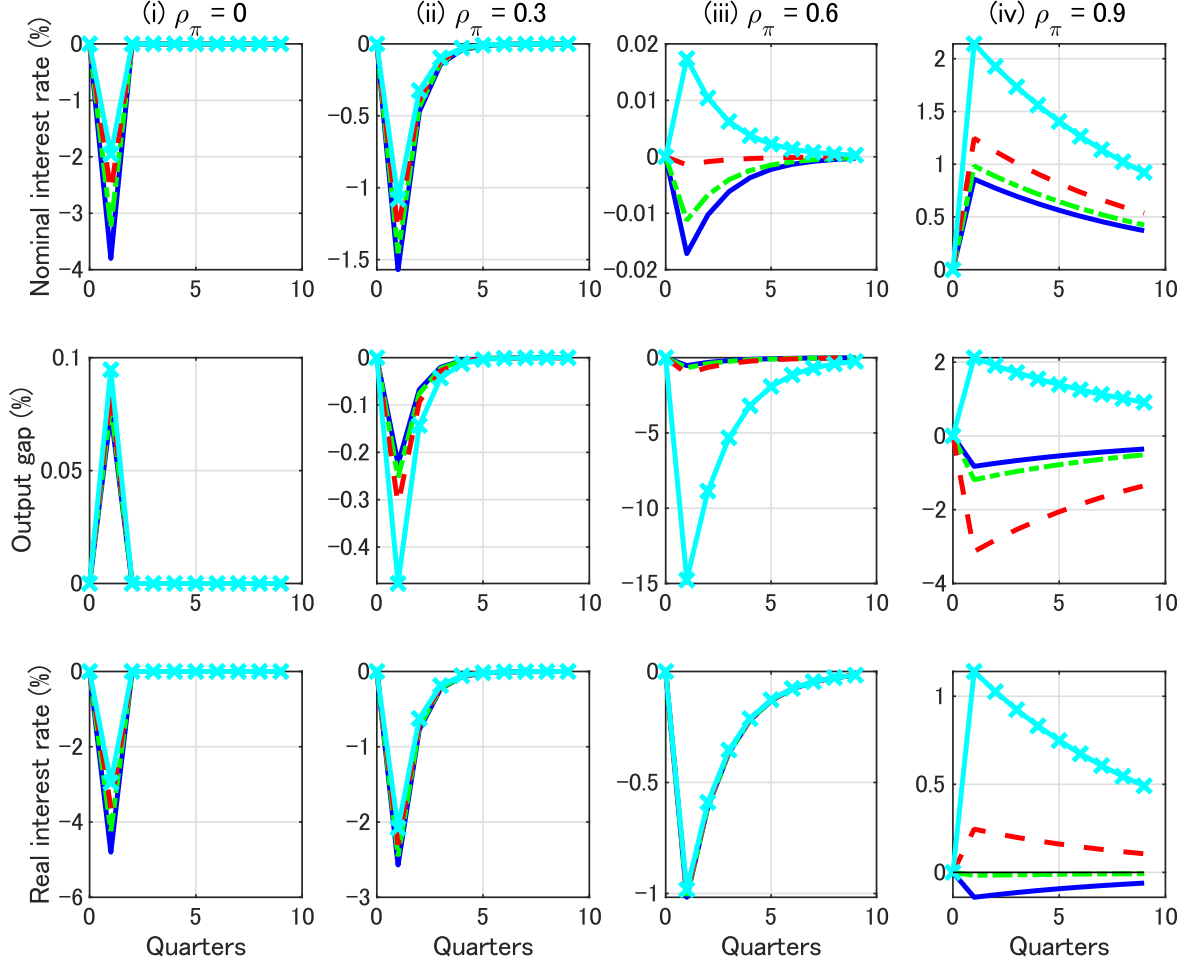 (i) ρπ = 0
(ii) ρπ = 0.3
(iii) ρπ = 0.6
(iv) ρπ = 0.9
Nominal interest rate (%)
0
−1
−2
−3
−4
0 5 10
0
−0.5
−1
−1.5
0 5 10
0.02
0.01
0
−0.01
−0.02
0 5 10
2
1.5
1
0.5
0
0 5 10
Output gap (%)
0.1
0.05
0
0 5 10
0
−0.1
−0.2
−0.3
−0.4
0 5 10
0
−5
−10
−15
0 5 10
2
0
−2
−4
0 5 10
Real interest rate (%)
0
−2
−4
−6
0 5 10
Quarters
0
−1
−2
−3
0 5 10
Quarters
0
−0.5
−1
0 5 10
Quarters
1
0.5
0
0 5 10
Quarters